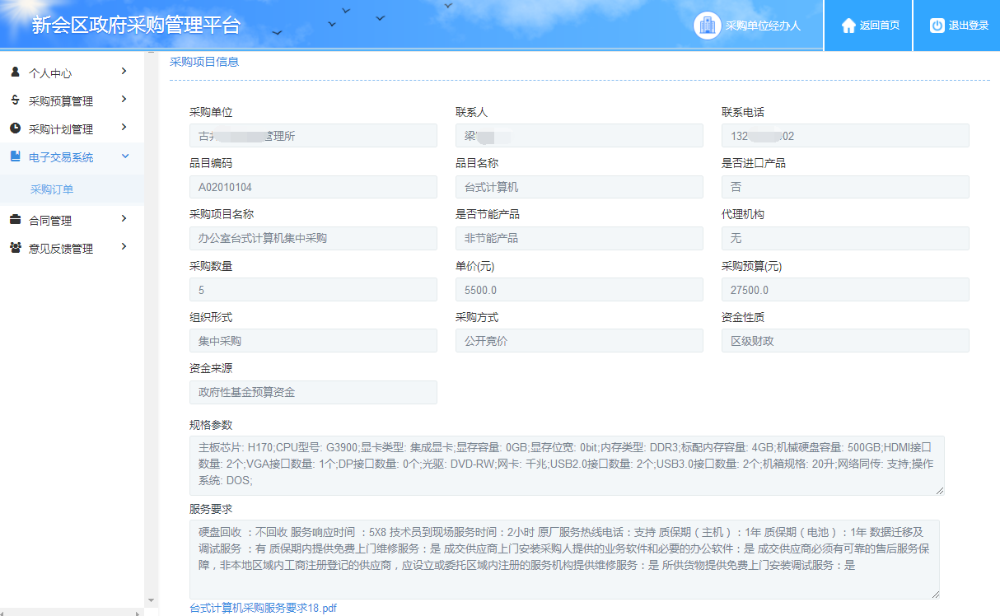 新会区政府采购管理平台
采购单位经办人
返回首页
退出登录
个人中心
采购预算管理
采购计划管理
电子交易系统
采购订单
合同管理
意见反馈管理
采购项目信息
采购单位 联系人 联系电话
古 管理所 梁 132 02
品目编码 品目名称 是否进口产品
A02010104 台式计算机 否
采购项目名称 是否节能产品 代理机构
办公室台式计算机集中采购 非节能产品 无
采购数量 单价(元) 采购预算(元)
5 5500.0 27500.0
组织形式 采购方式 资金性质
集中采购 公开竞价 区级财政
资金来源
政府性基金预算资金
规格参数
主板芯片: H170;CPU型号: G3900;显卡类型: 集成显卡;显存容量: 0GB;显存位宽: 0bit;内存类型: DDR3;标配内存容量: 4GB;机械硬盘容量: 500GB;HDMI接口
数量: 2个;VGA接口数量: 1个;DP接口数量: 0个;光驱: DVD-RW;网卡: 千兆;USB2.0接口数量: 2个;USB3.0接口数量: 2个;机箱规格: 20升;网络同传: 支持;操作
系统: DOS;
服务要求
硬盘回收 ：不回收 服务响应时间 ：5X8 技术员到现场服务时间：2小时 原厂服务热线电话：支持 质保期（主机）：1年 质保期（电池）：1年 数据迁移及
调试服务 ：有 质保期内提供免费上门维修服务：是 成交供应商上门安装采购人提供的业务软件和必要的办公软件：是 成交供应商必须有可靠的售后服务保
障，非本地区域内工商注册登记的供应商，应设立或委托区域内注册的服务机构提供维修服务：是 所供货物提供免费上门安装调试服务：是
台式计算机采购服务要求18.pdf